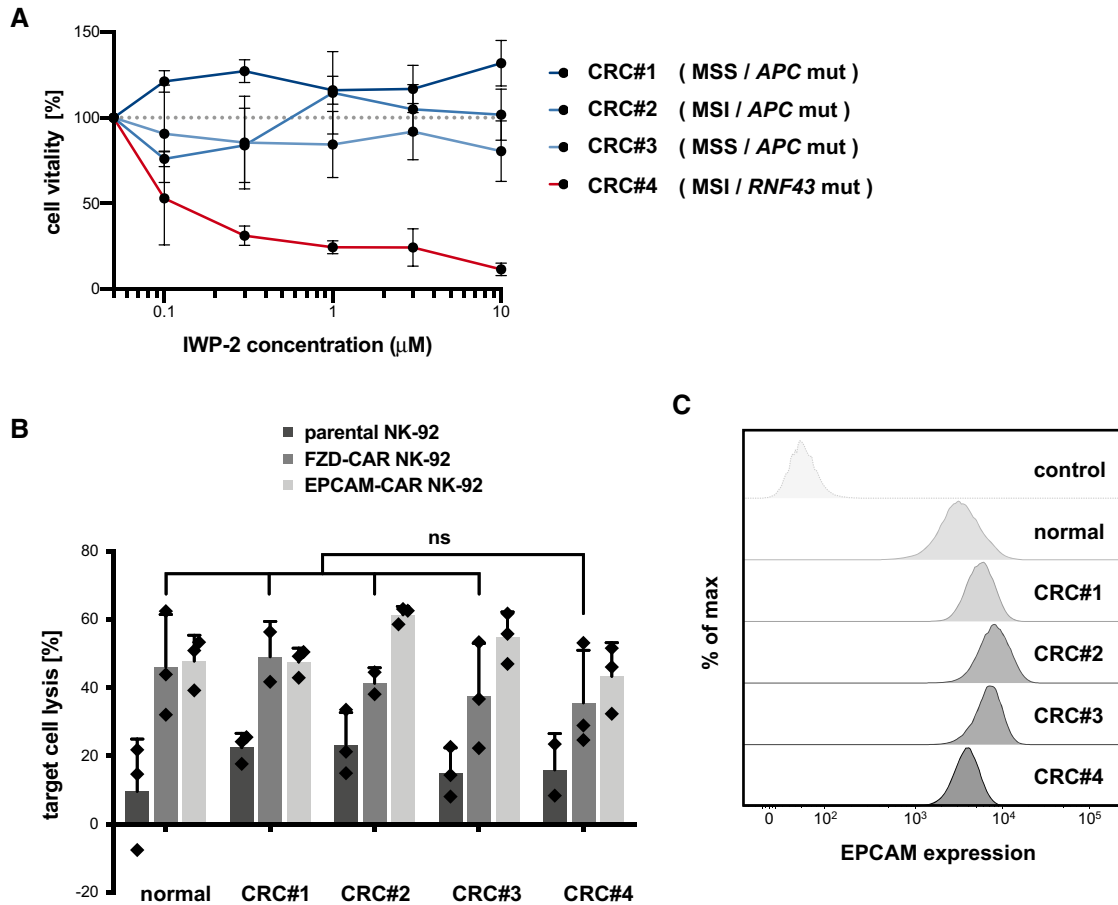 A
150
100
50
0
cell vitality [%]
0.1
1
10
IWP-2 concentration (μM)
CRC#1 ( MSS / APC mut )
CRC#2 ( MSI / APC mut )
CRC#3 ( MSS / APC mut )
CRC#4 ( MSI / RNF43 mut )
B
parental NK-92
FZD-CAR NK-92
EPCAM-CAR NK-92
ns
80
60
40
20
0
-20
target cell lysis [%]
normal CRC#1 CRC#2 CRC#3 CRC#4
C
control
normal
CRC#1
CRC#2
CRC#3
CRC#4
% of max
0 10² 10³ 10⁴ 10⁵
EPCAM expression